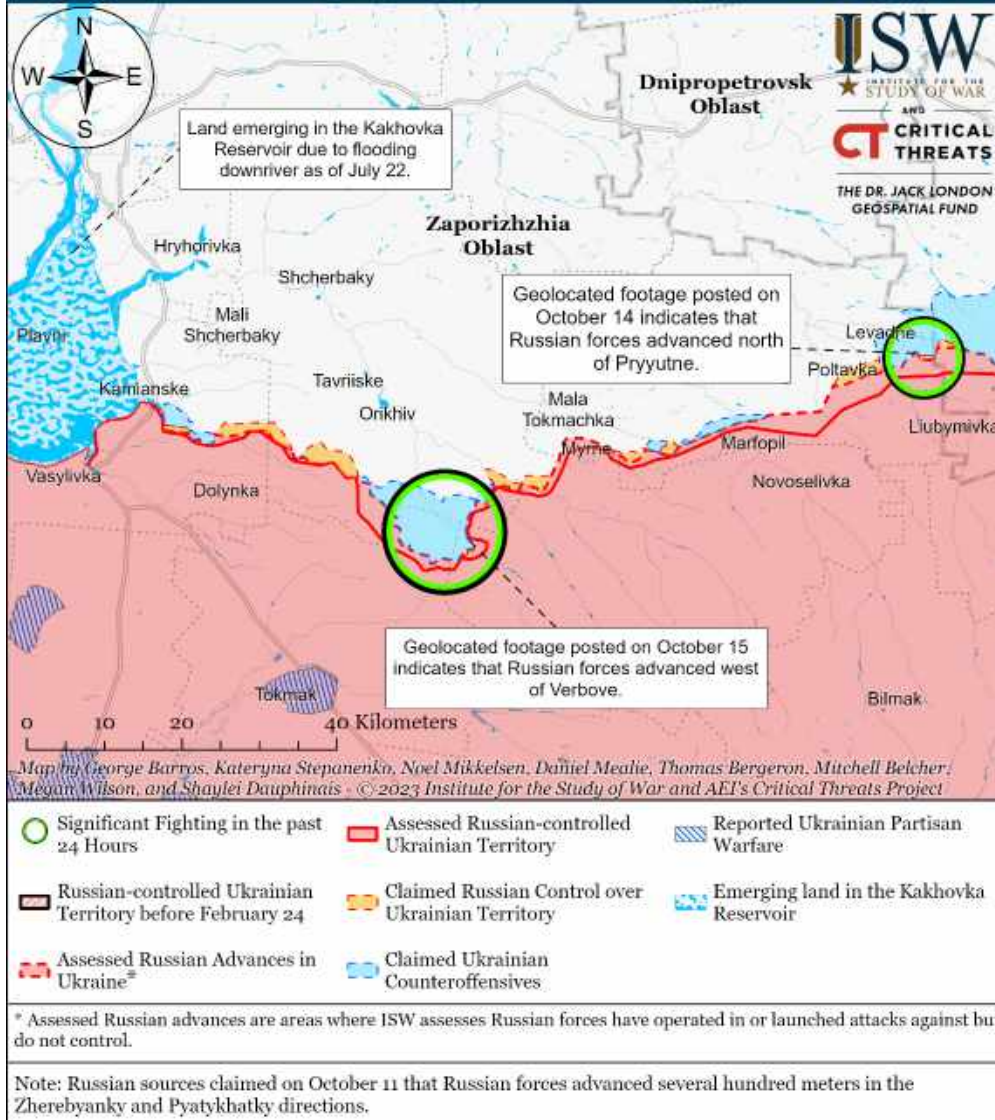 N
W
E
S
ISW
INSTITUTE FOR THE
STUDY OF WAR
AND
CT CRITICAL
THREATS
THE DR. JACK LONDON
GEOSPATIAL FUND
Dnipropetrovsk
Oblast
Land emerging in the Kakhovka
Reservoir due to flooding
downriver as of July 22.
Zaporizhzhia
Oblast
Hryhorivka
Shcherbaky
Mali
Shcherbaky
Geolocated footage posted on
October 14 indicates that
Russian forces advanced north
of Pryyutne.
Levadne
Plavni
Poltavka
Kamianske
Tavriiske
Orikhiv
Mala
Tokmachka
Myrne
Marfopil
Liubymivka
Vasylivka
Dolynka
Novoselivka
Geolocated footage posted on October 15
indicates that Russian forces advanced west
of Verbove.
Tokmak
Bilmak
0 10 20 40 Kilometers
Map by George Barros, Kateryna Stepanenko, Noel Mikkelsen, Daniel Mealie, Thomas Bergeron, Mitchell Belcher,
Megan Wilson, and Shaylei Dauphinais - © 2023 Institute for the Study of War and AEI's Critical Threats Project
Significant Fighting in the past
24 Hours
Assessed Russian-controlled
Ukrainian Territory
Reported Ukrainian Partisan
Warfare
Russian-controlled Ukrainian
Territory before February 24
Claimed Russian Control over
Ukrainian Territory
Emerging land in the Kakhovka
Reservoir
Assessed Russian Advances in
Ukraine*
Claimed Ukrainian
Counteroffensives
* Assessed Russian advances are areas where ISW assesses Russian forces have operated in or launched attacks against bu
do not control.
Note: Russian sources claimed on October 11 that Russian forces advanced several hundred meters in the
Zherebyanky and Pyatykhatky directions.